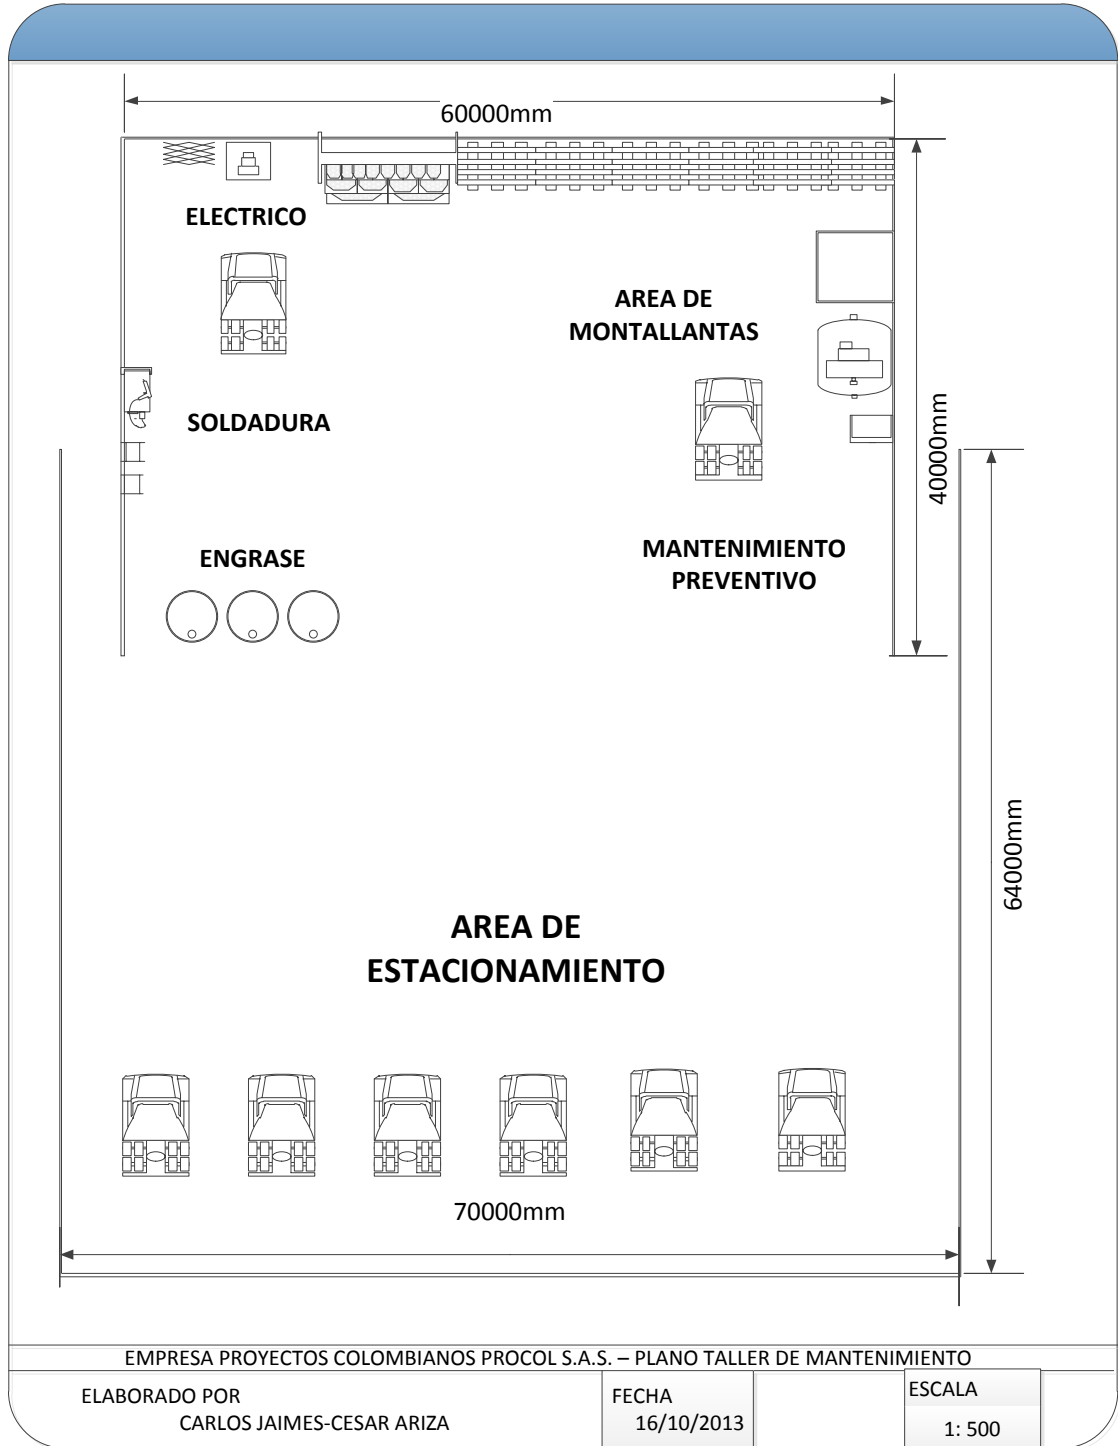 60000mm
ELECTRICO
AREA DE
MONTALLANTAS
SOLDADURA
40000mm
ENGRASE
MANTENIMIENTO
PREVENTIVO
64000mm
AREA DE
ESTACIONAMIENTO
70000mm
EMPRESA PROYECTOS COLOMBIANOS PROCOL S.A.S. – PLANO TALLER DE MANTENIMIENTO
ELABORADO POR
CARLOS JAIMES-CESAR ARIZA
FECHA
16/10/2013
ESCALA
1: 500